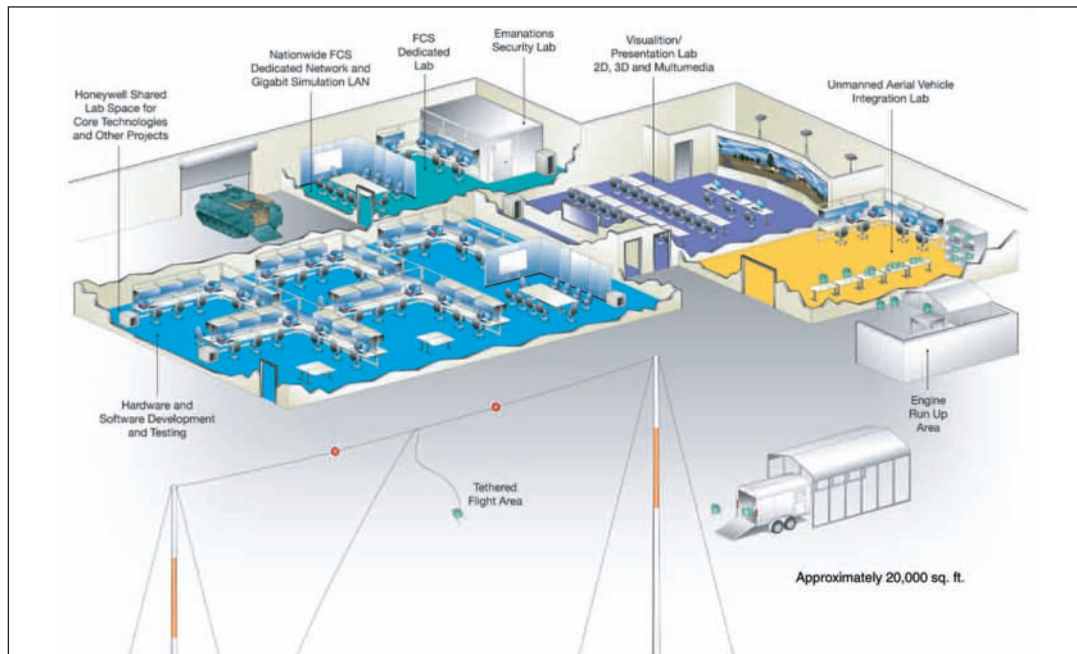 Emanations
Security Lab
FCS
Dedicated
Lab
Visualition/
Presentation Lab
2D, 3D and Multumedia
Nationwide FCS
Dedicated Network and
Gigabit Simulation LAN
Unmanned Aerial Vehicle
Integration Lab
Honeywell Shared
Lab Space for
Core Technologies
and Other Projects
Hardware and
Software Development
and Testing
Engine
Run Up
Area
Tethered
Flight Area
Approximately 20,000 sq. ft.